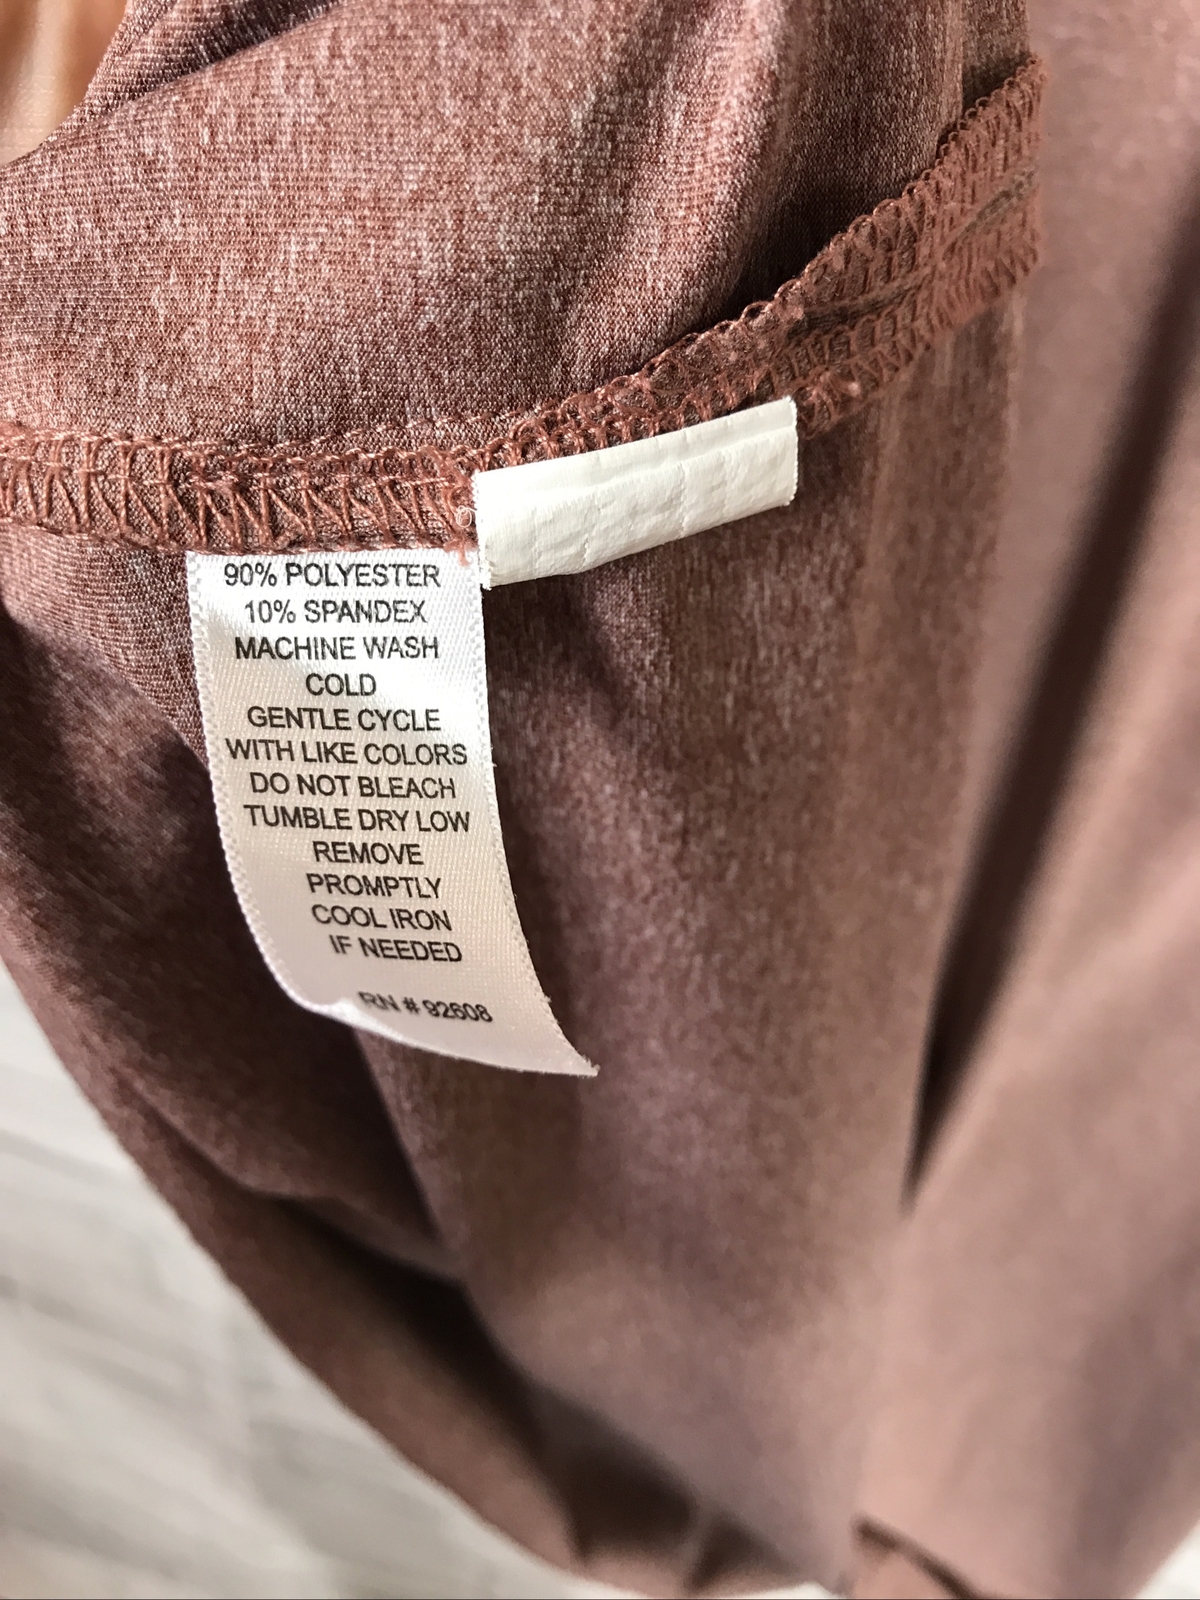 90% POLYESTER
10% SPANDEX
MACHINE WASH
COLD
GENTLE CYCLE
WITH LIKE COLORS
DO NOT BLEACH
TUMBLE DRY LOW
REMOVE
PROMPTLY
COOL IRON
IF NEEDED
RN # 92608